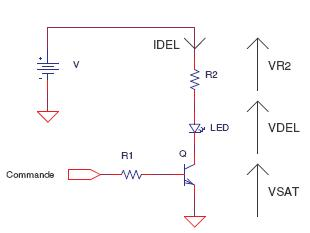 IDEL
V
R2
VR2
LED
VDEL
R1
Q
Commande
VSAT